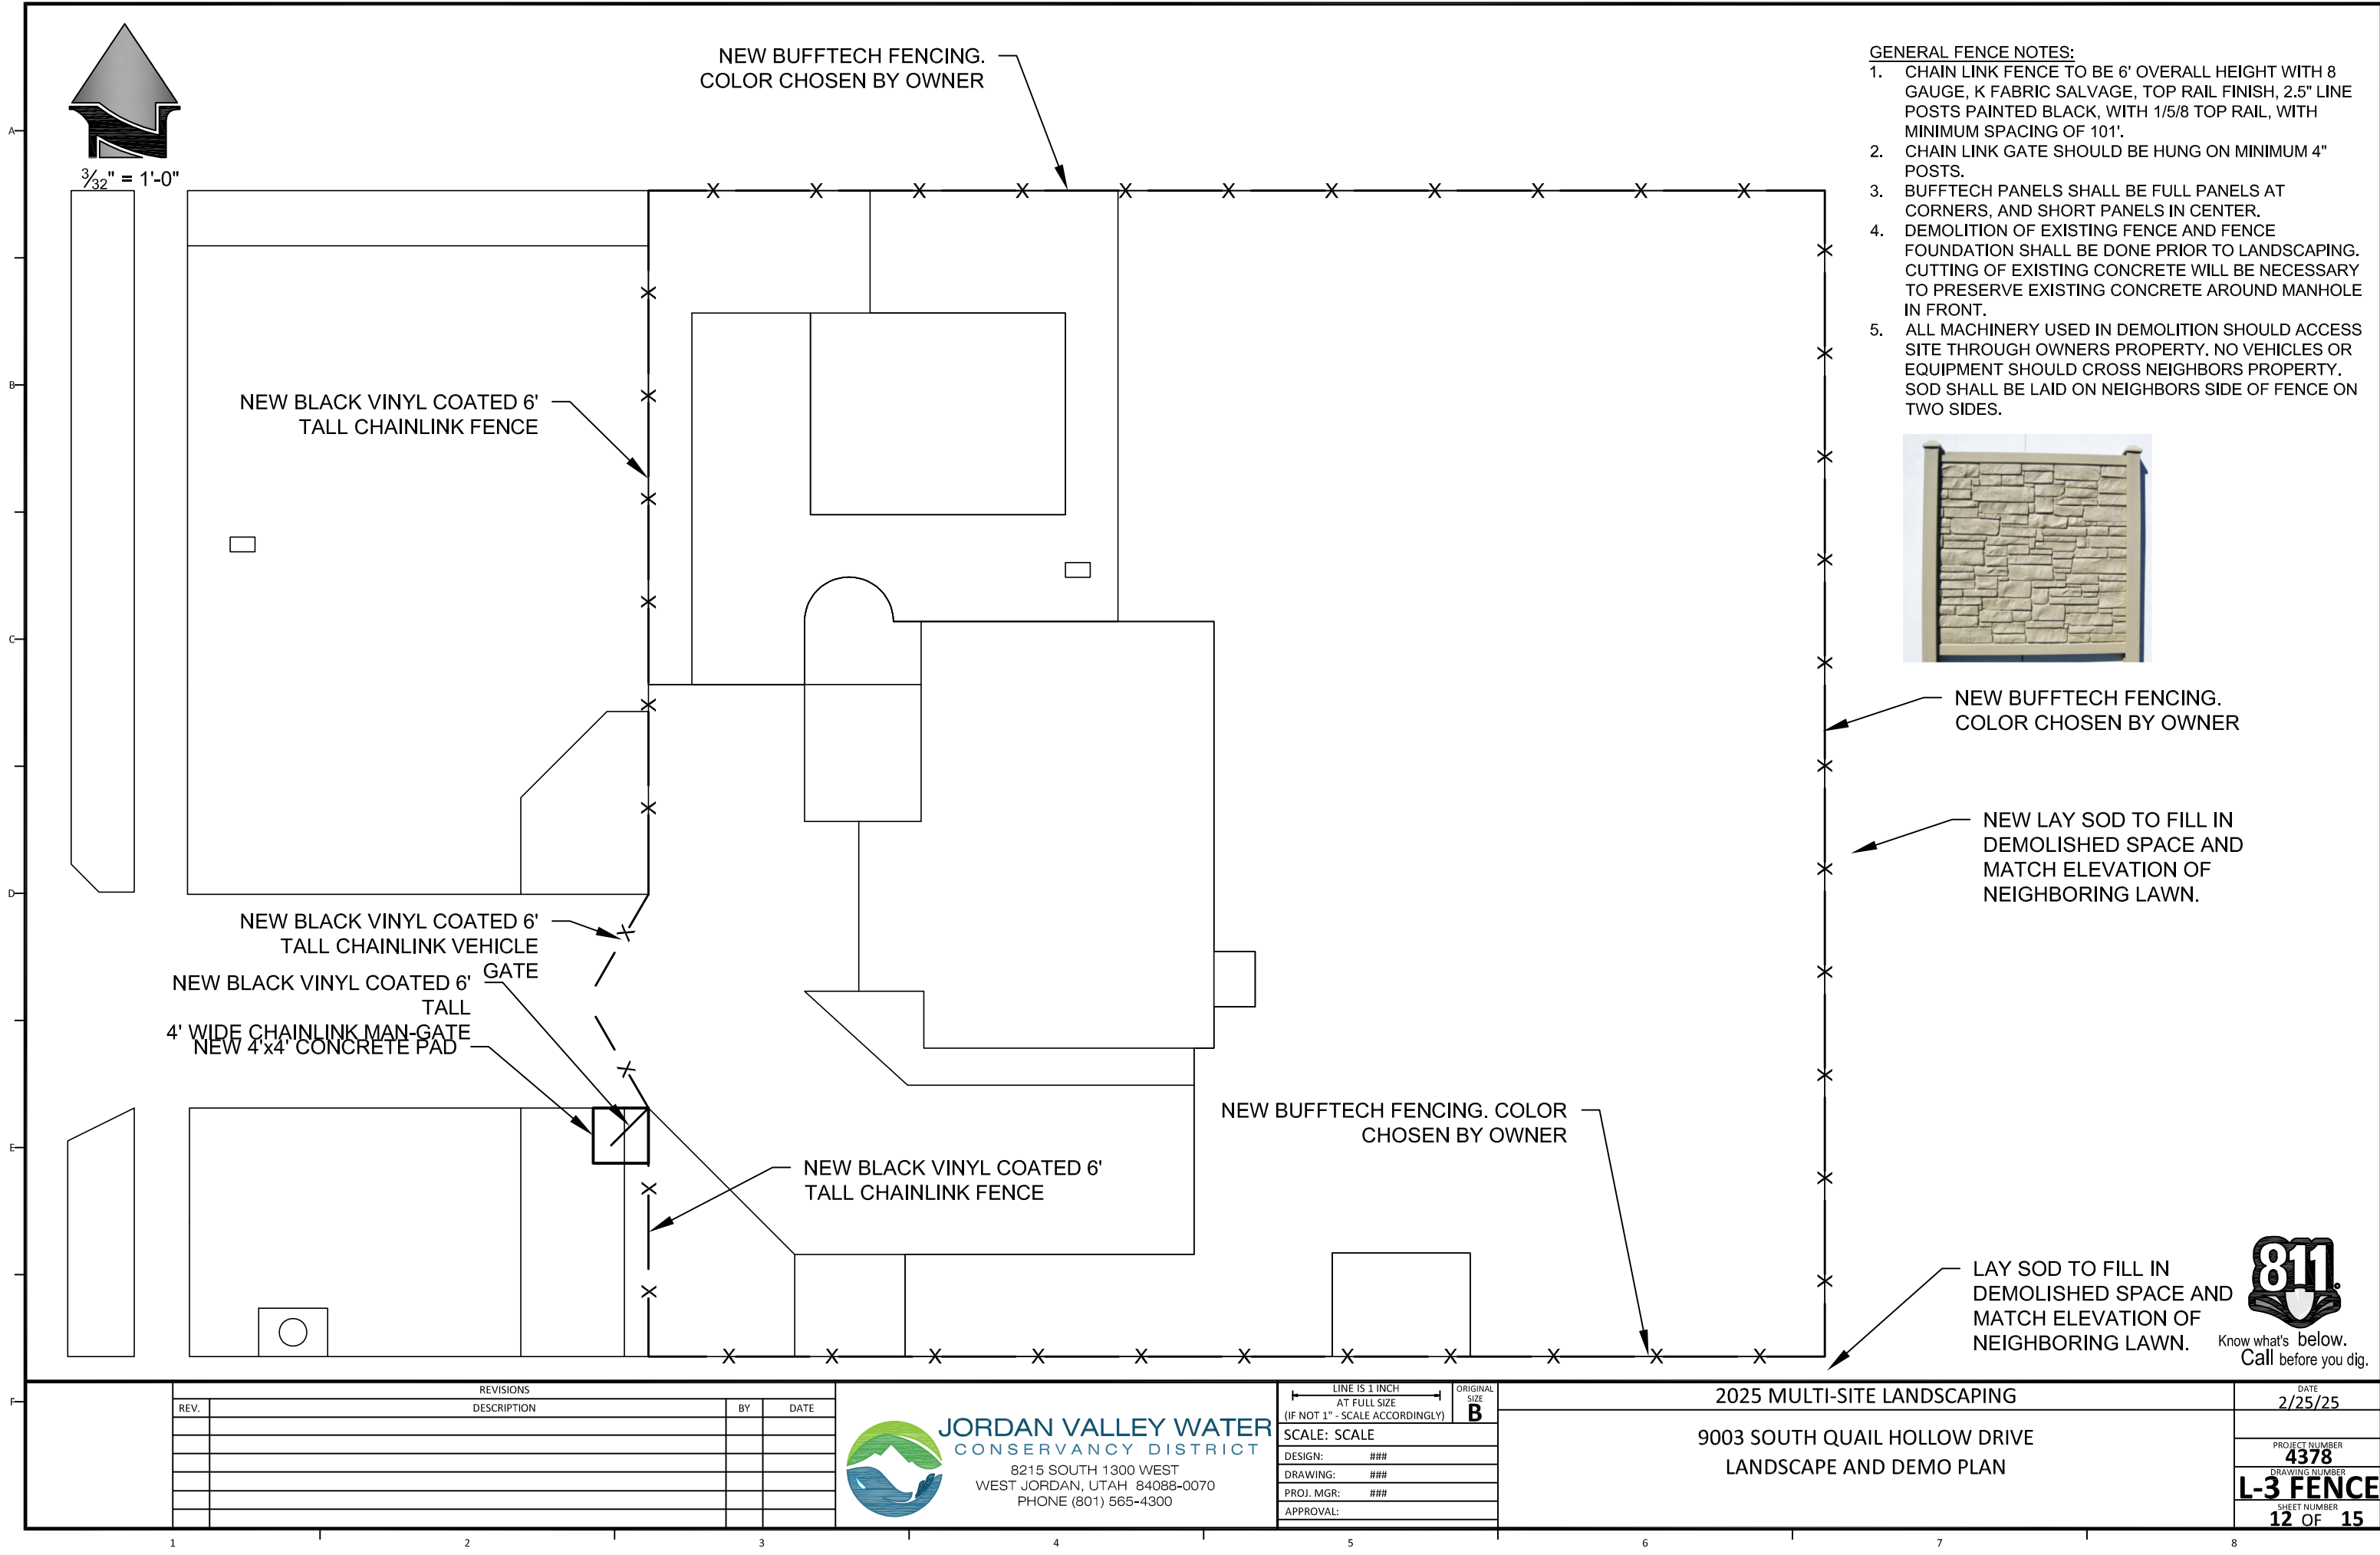 NEW BUFFTECH FENCING.
COLOR CHOSEN BY OWNER
3/32" = 1'-0"
GENERAL FENCE NOTES:
1. CHAIN LINK FENCE TO BE 6' OVERALL HEIGHT WITH 8
GAUGE, K FABRIC SALVAGE, TOP RAIL FINISH, 2.5" LINE
POSTS PAINTED BLACK, WITH 1/5/8 TOP RAIL, WITH
MINIMUM SPACING OF 101'.
2. CHAIN LINK GATE SHOULD BE HUNG ON MINIMUM 4"
POSTS.
3. BUFFTECH PANELS SHALL BE FULL PANELS AT
CORNERS, AND SHORT PANELS IN CENTER.
4. DEMOLITION OF EXISTING FENCE AND FENCE
FOUNDATION SHALL BE DONE PRIOR TO LANDSCAPING.
CUTTING OF EXISTING CONCRETE WILL BE NECESSARY
TO PRESERVE EXISTING CONCRETE AROUND MANHOLE
IN FRONT.
5. ALL MACHINERY USED IN DEMOLITION SHOULD ACCESS
SITE THROUGH OWNERS PROPERTY. NO VEHICLES OR
EQUIPMENT SHOULD CROSS NEIGHBORS PROPERTY.
SOD SHALL BE LAID ON NEIGHBORS SIDE OF FENCE ON
TWO SIDES.
NEW BLACK VINYL COATED 6'
TALL CHAINLINK FENCE
NEW BUFFTECH FENCING.
COLOR CHOSEN BY OWNER
NEW LAY SOD TO FILL IN
DEMOLISHED SPACE AND
MATCH ELEVATION OF
NEIGHBORING LAWN.
NEW BLACK VINYL COATED 6'
TALL CHAINLINK VEHICLE
GATE
NEW BLACK VINYL COATED 6'
TALL
4' WIDE CHAINLINK MAN-GATE
NEW 4'x4' CONCRETE PAD
NEW BUFFTECH FENCING. COLOR
CHOSEN BY OWNER
NEW BLACK VINYL COATED 6'
TALL CHAINLINK FENCE
LAY SOD TO FILL IN
DEMOLISHED SPACE AND
MATCH ELEVATION OF
NEIGHBORING LAWN.
811
Know what's below.
Call before you dig.
A
B
C
D
E
F
REVISIONS
REV. DESCRIPTION BY DATE
JORDAN VALLEY WATER
CONSERVANCY DISTRICT
8215 SOUTH 1300 WEST
WEST JORDAN, UTAH 84088-0070
PHONE (801) 565-4300
LINE IS 1 INCH
AT FULL SIZE
(IF NOT 1" - SCALE ACCORDINGLY)
ORIGINAL
SIZE
B
SCALE: SCALE
DESIGN: ###
DRAWING: ###
PROJ. MGR: ###
APPROVAL:
2025 MULTI-SITE LANDSCAPING
9003 SOUTH QUAIL HOLLOW DRIVE
LANDSCAPE AND DEMO PLAN
DATE
2/25/25
PROJECT NUMBER
4378
DRAWING NUMBER
L-3 FENCE
SHEET NUMBER
12 OF 15
1 2 3 4 5 6 7 8